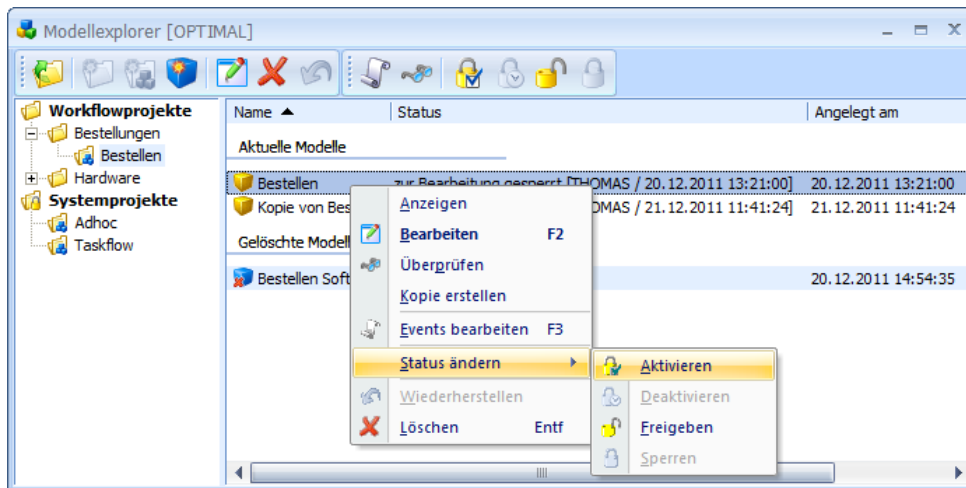 Modellexplorer [OPTIMAL]
Workflowprojekte
Bestellungen
Bestellen
Hardware
Systemprojekte
Adhoc
Taskflow
Name Status Angelegt am
Aktuelle Modelle
Bestellen zur Bearbeitung gesperrt [THOMAS / 20.12.2011 13:21:00] 20.12.2011 13:21:00
Kopie von Bes OMAS / 21.12.2011 11:41:24] 21.12.2011 11:41:24
Gelöschte Modell
Bestellen Soft 20.12.2011 14:54:35
Anzeigen
Bearbeiten F2
Überprüfen
Kopie erstellen
Events bearbeiten F3
Status ändern
Wiederherstellen
Löschen Entf
Aktivieren
Deaktivieren
Freigeben
Sperren